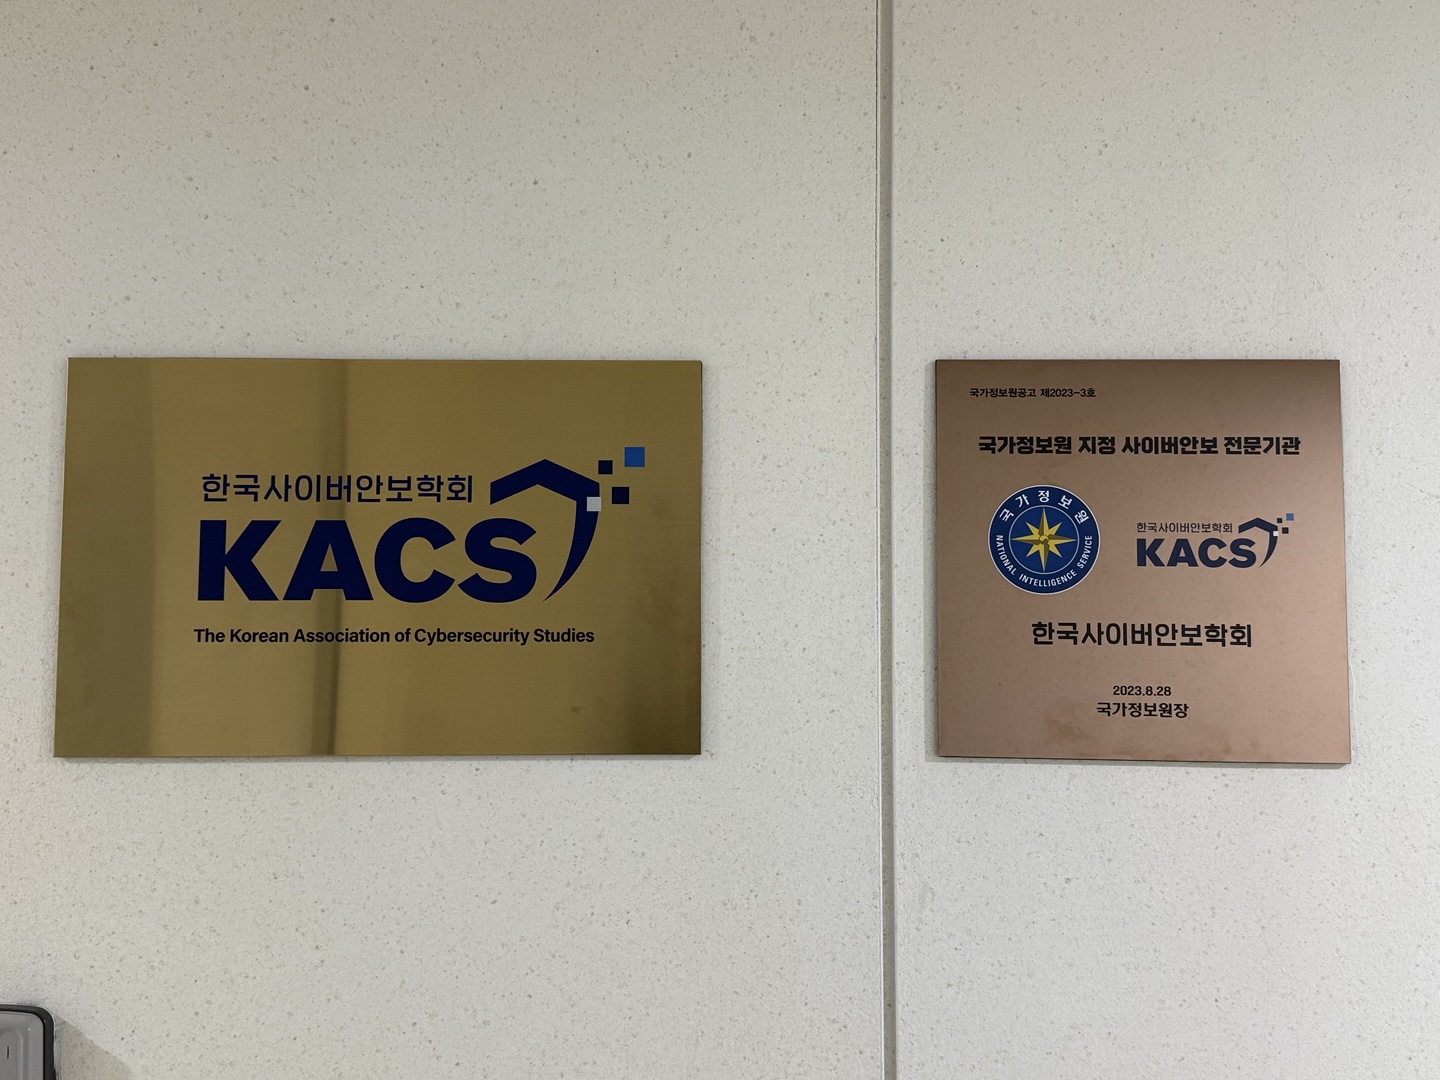 한국사이버안보학회
KACS
The Korean Association of Cybersecurity Studies
국가정보원공고 제2023-3호
국가정보원 지정 사이버안보 전문기관
국가정보원
NATIONAL INTELLIGENCE SERVICE
한국사이버안보학회
KACS
한국사이버안보학회
2023.8.28
국가정보원장